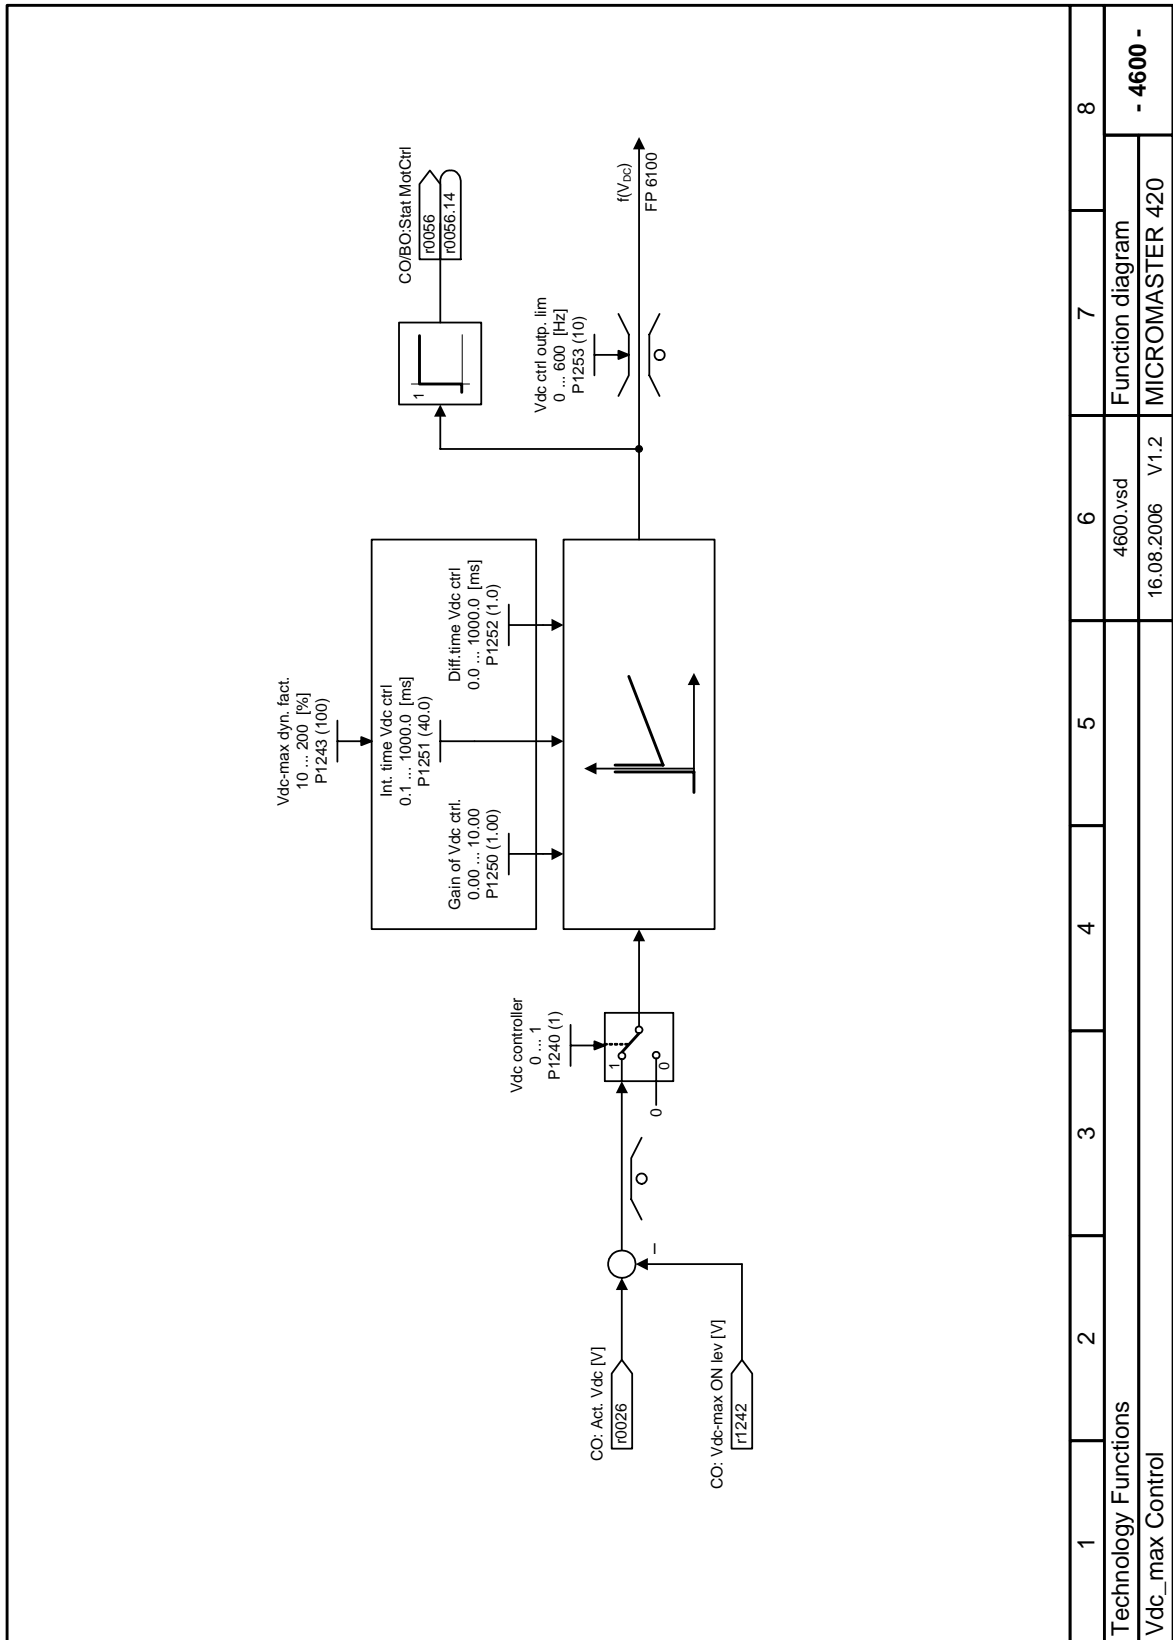 Vdc-max dyn. fact.
10 ... 200 [%]
P1243 (100)
CO/BO:Stat MotCtrl
r0056
r0056.14
1
Int. time Vdc ctrl
0.1 ... 1000.0 [ms]
P1251 (40.0)
Gain of Vdc ctrl.
0.00 ... 10.00
P1250 (1.00)
Diff.time Vdc ctrl
0.0 ... 1000.0 [ms]
P1252 (1.0)
Vdc controller
0 ... 1
P1240 (1)
Vdc ctrl outp. lim
0 ... 600 [Hz]
P1253 (10)
CO: Act. Vdc [V]
r0026
–
1
0
0
f(VDC)
FP 6100
CO: Vdc-max ON lev [V]
r1242
1 2 3 4 5 6 7 8
Technology Functions
4600.vsd
Function diagram
- 4600 -
Vdc_max Control
16.08.2006 V1.2
MICROMASTER 420